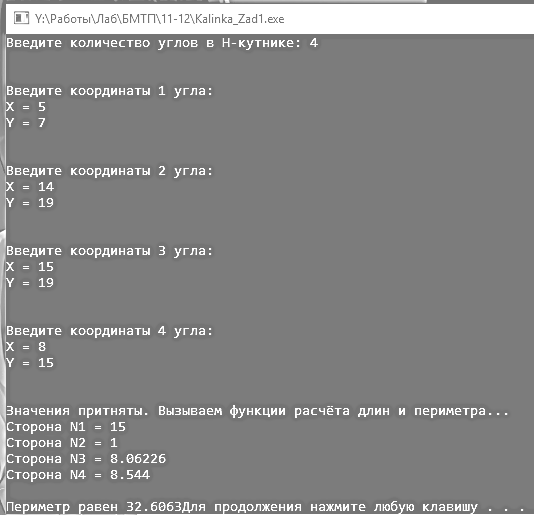 Y:\Работы\Лаб\БМТП\11-12\Kalinka_Zad1.exe
Введите количество углов в Н-кутнике: 4
Введите координаты 1 угла:
X = 5
Y = 7
Введите координаты 2 угла:
X = 14
Y = 19
Введите координаты 3 угла:
X = 15
Y = 19
Введите координаты 4 угла:
X = 8
Y = 15
Значения притняты. Вызываем функции расчёта длин и периметра...
Сторона N1 = 15
Сторона N2 = 1
Сторона N3 = 8.06226
Сторона N4 = 8.544
Периметр равен 32.6063Для продолжения нажмите любую клавишу . . .